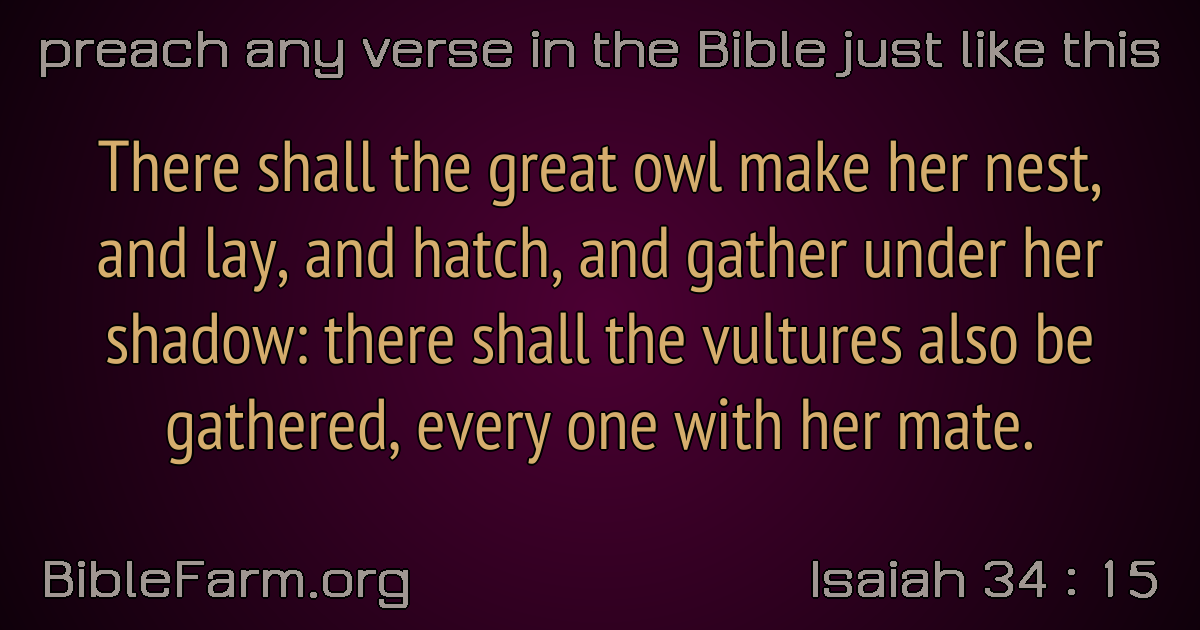 preach any verse in the Bible just like this
There shall the great owl make her nest,
and lay, and hatch, and gather under her
shadow: there shall the vultures also be
gathered, every one with her mate.
BibleFarm.org
Isaiah 34 : 15